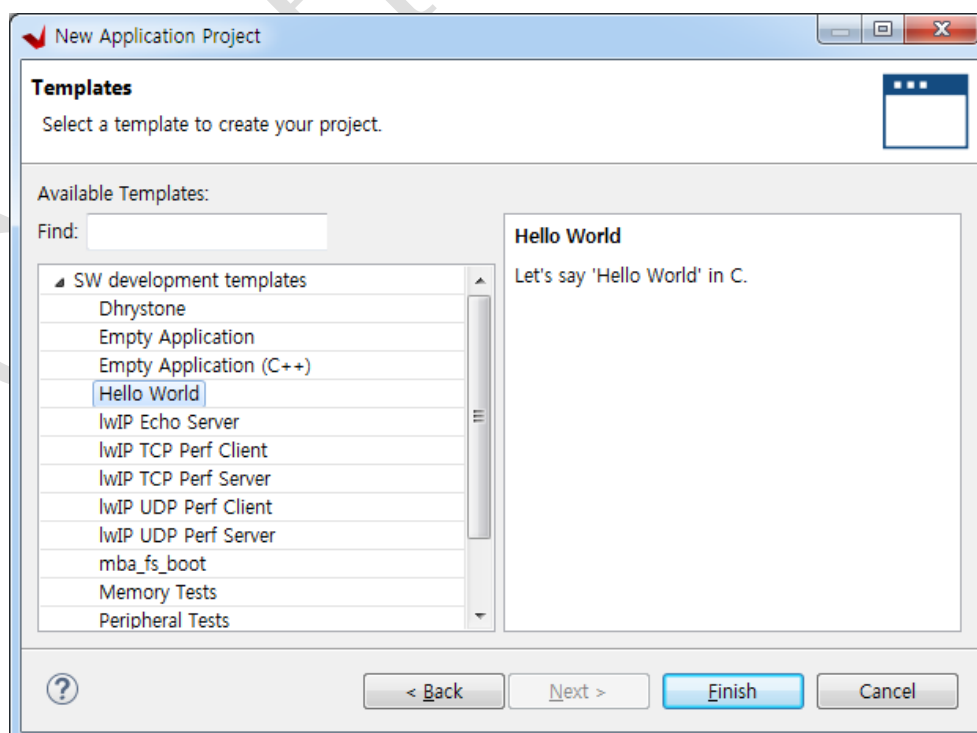 New Application Project
Templates
Select a template to create your project.
Available Templates:
Find:
SW development templates
Dhrystone
Empty Application
Empty Application (C++)
Hello World
lwIP Echo Server
lwIP TCP Perf Client
lwIP TCP Perf Server
lwIP UDP Perf Client
lwIP UDP Perf Server
mba_fs_boot
Memory Tests
Peripheral Tests
Hello World
Let's say 'Hello World' in C.
?
< Back
Next >
Finish
Cancel